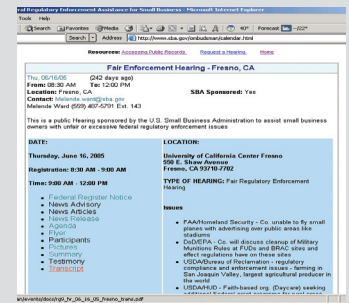 al Regulatory Enforcement Assistance for Small Business - Microsoft Internet Explorer
Tools Help
Search Favorites Media 40° Forecast --/22°
Search Address http://www.sba.gov/ombudsman/calendar.html
Resources: Accessing Public Records. Request a Hearing. Home
Fair Enforcement Hearing - Fresno, CA
Thu, 06/16/05 (242 days ago)
From: 08:30 AM To: 12:00 PM
Location: Fresno, CA SBA Sponsored: Yes
Contact:
Melende Ward (559) 487-5791 Ext. 143
This is a public Hearing sponsored by the U.S. Small Business Administration to assist small business
owners with unfair or excessive federal regulatory enforcement issues
DATE:
Thursday, June 16, 2005
Registration: 8:30 AM - 9:00 AM
Time: 9:00 AM - 12:00 PM
Federal Register Notice
News Advisory
News Articles
News Release
Agenda
Flyer
Participants
Pictures
Summary
Testimony
Transcript
LOCATION:
University of California Center Fresno
550 E. Shaw Avenue
Fresno, CA 93710-7702
TYPE OF HEARING: Fair Regulatory Enforcement
Hearing
Issues
FAA/Homeland Security - Co. unable to fly small
planes with advertising over public areas like
stadiums
DoD/EPA - Co. will discuss cleanup of Military
Munitions Rules at FUDs and BRAC sites and
effect regulations have on these sites
USDA/Bureau of Reclamation - regulatory
compliance and enforcement issues - farming in
San Joaquin Valley, largest agricultural producer in
the world
USDA/HUD - Faith-based org. (Daycare) seeking
an/events/docs/rg9_hr_06_16_05_fresno_trans.pdf